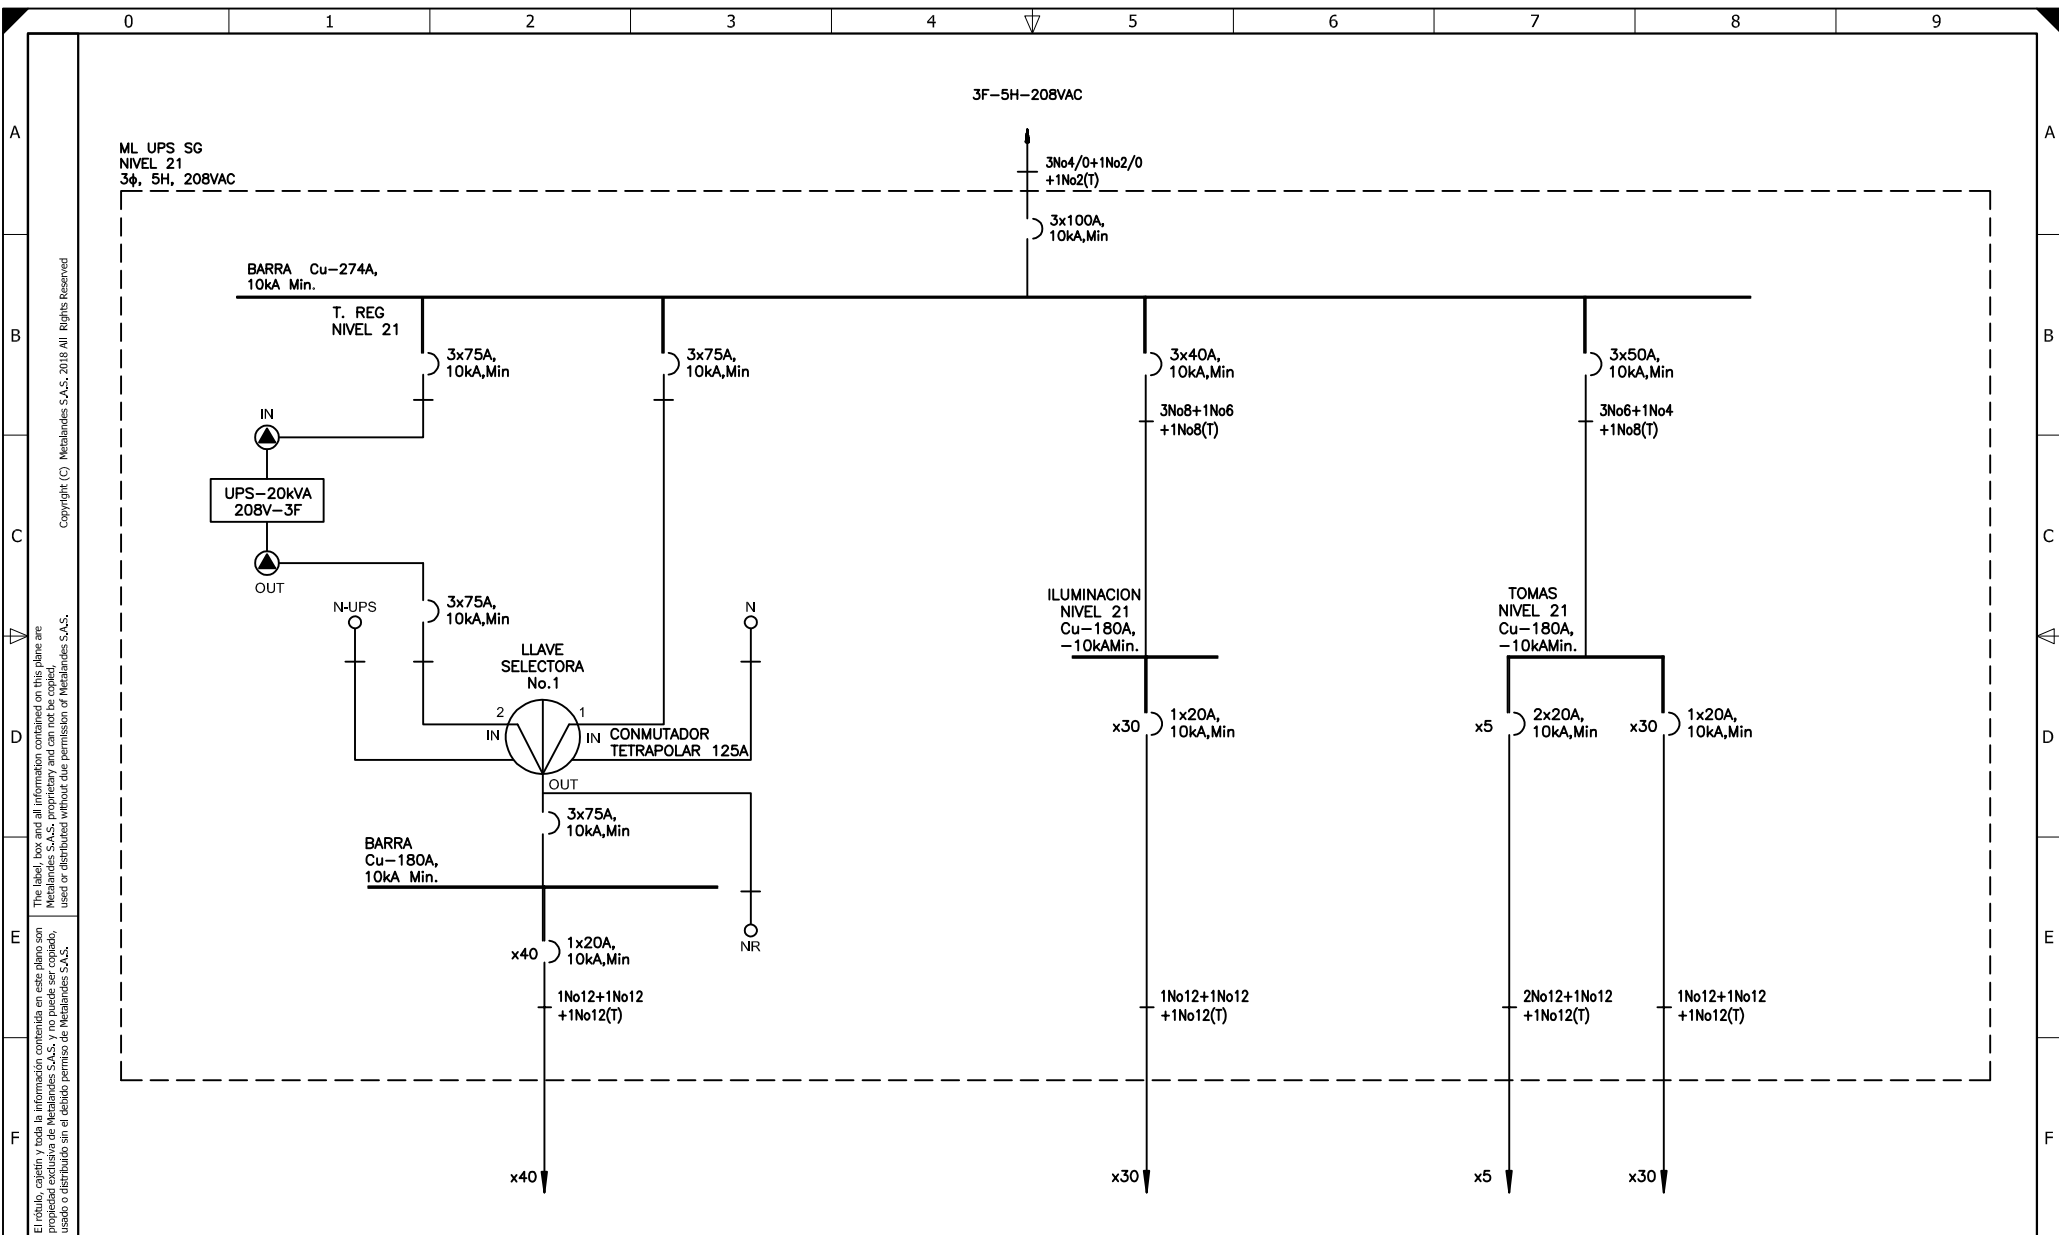 0 1 2 3 4 5 6 7 8 9
3F-5H-208VAC
A
A
ML UPS SG
NIVEL 21
3ϕ, 5H, 208VAC
3No4/0+1No2/0
+1No2(T)
3x100A,
10kA,Min
BARRA Cu-274A,
10kA Min.
T. REG
NIVEL 21
B
B
3x75A,
10kA,Min
3x75A,
10kA,Min
3x40A,
10kA,Min
3x50A,
10kA,Min
3No8+1No6
+1No8(T)
3No6+1No4
+1No8(T)
IN
UPS-20kVA
208V-3F
OUT
C
C
N-UPS
3x75A,
10kA,Min
N
LLAVE
SELECTORA
No.1
2
IN
1
IN
CONMUTADOR
TETRAPOLAR 125A
OUT
ILUMINACION
NIVEL 21
Cu-180A,
-10kAMin.
TOMAS
NIVEL 21
Cu-180A,
-10kAMin.
D
D
x30
1x20A,
10kA,Min
x5
2x20A,
10kA,Min
x30
1x20A,
10kA,Min
3x75A,
10kA,Min
BARRA
Cu-180A,
10kA Min.
E
E
x40
1x20A,
10kA,Min
NR
1No12+1No12
+1No12(T)
1No12+1No12
+1No12(T)
2No12+1No12
+1No12(T)
1No12+1No12
+1No12(T)
F
F
x40
x30
x5
x30
Copyright (C) Metalandes S.A.S. 2018 All Rights Reserved
The label, box and all information contained on this plane are
Metalandes S.A.S. proprietary and can not be copied,
used or distributed without due permission of Metalandes S.A.S.
El rótulo, cajetín y toda la información contenida en este plano son
propiedad exclusiva de Metalandes S.A.S. y no puede ser copiado,
usado o distribuido sin el debido permiso de Metalandes S.A.S.